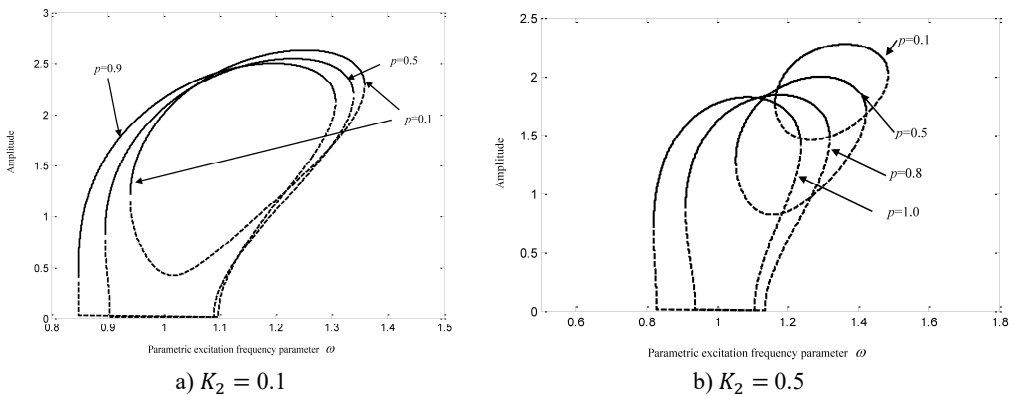 3
2.5
2
1.5
1
0.5
0
0.8
0.9
1
1.1
1.2
1.3
1.4
1.5
Amplitude
p=0.9
p=0.5
p=0.1
Parametric excitation frequency parameter ω
a) K₂ = 0.1
2.5
2
1.5
1
0.5
0
0.6
0.8
1
1.2
1.4
1.6
1.8
Amplitude
p=0.1
p=0.5
p=0.8
p=1.0
Parametric excitation frequency parameter ω
b) K₂ = 0.5